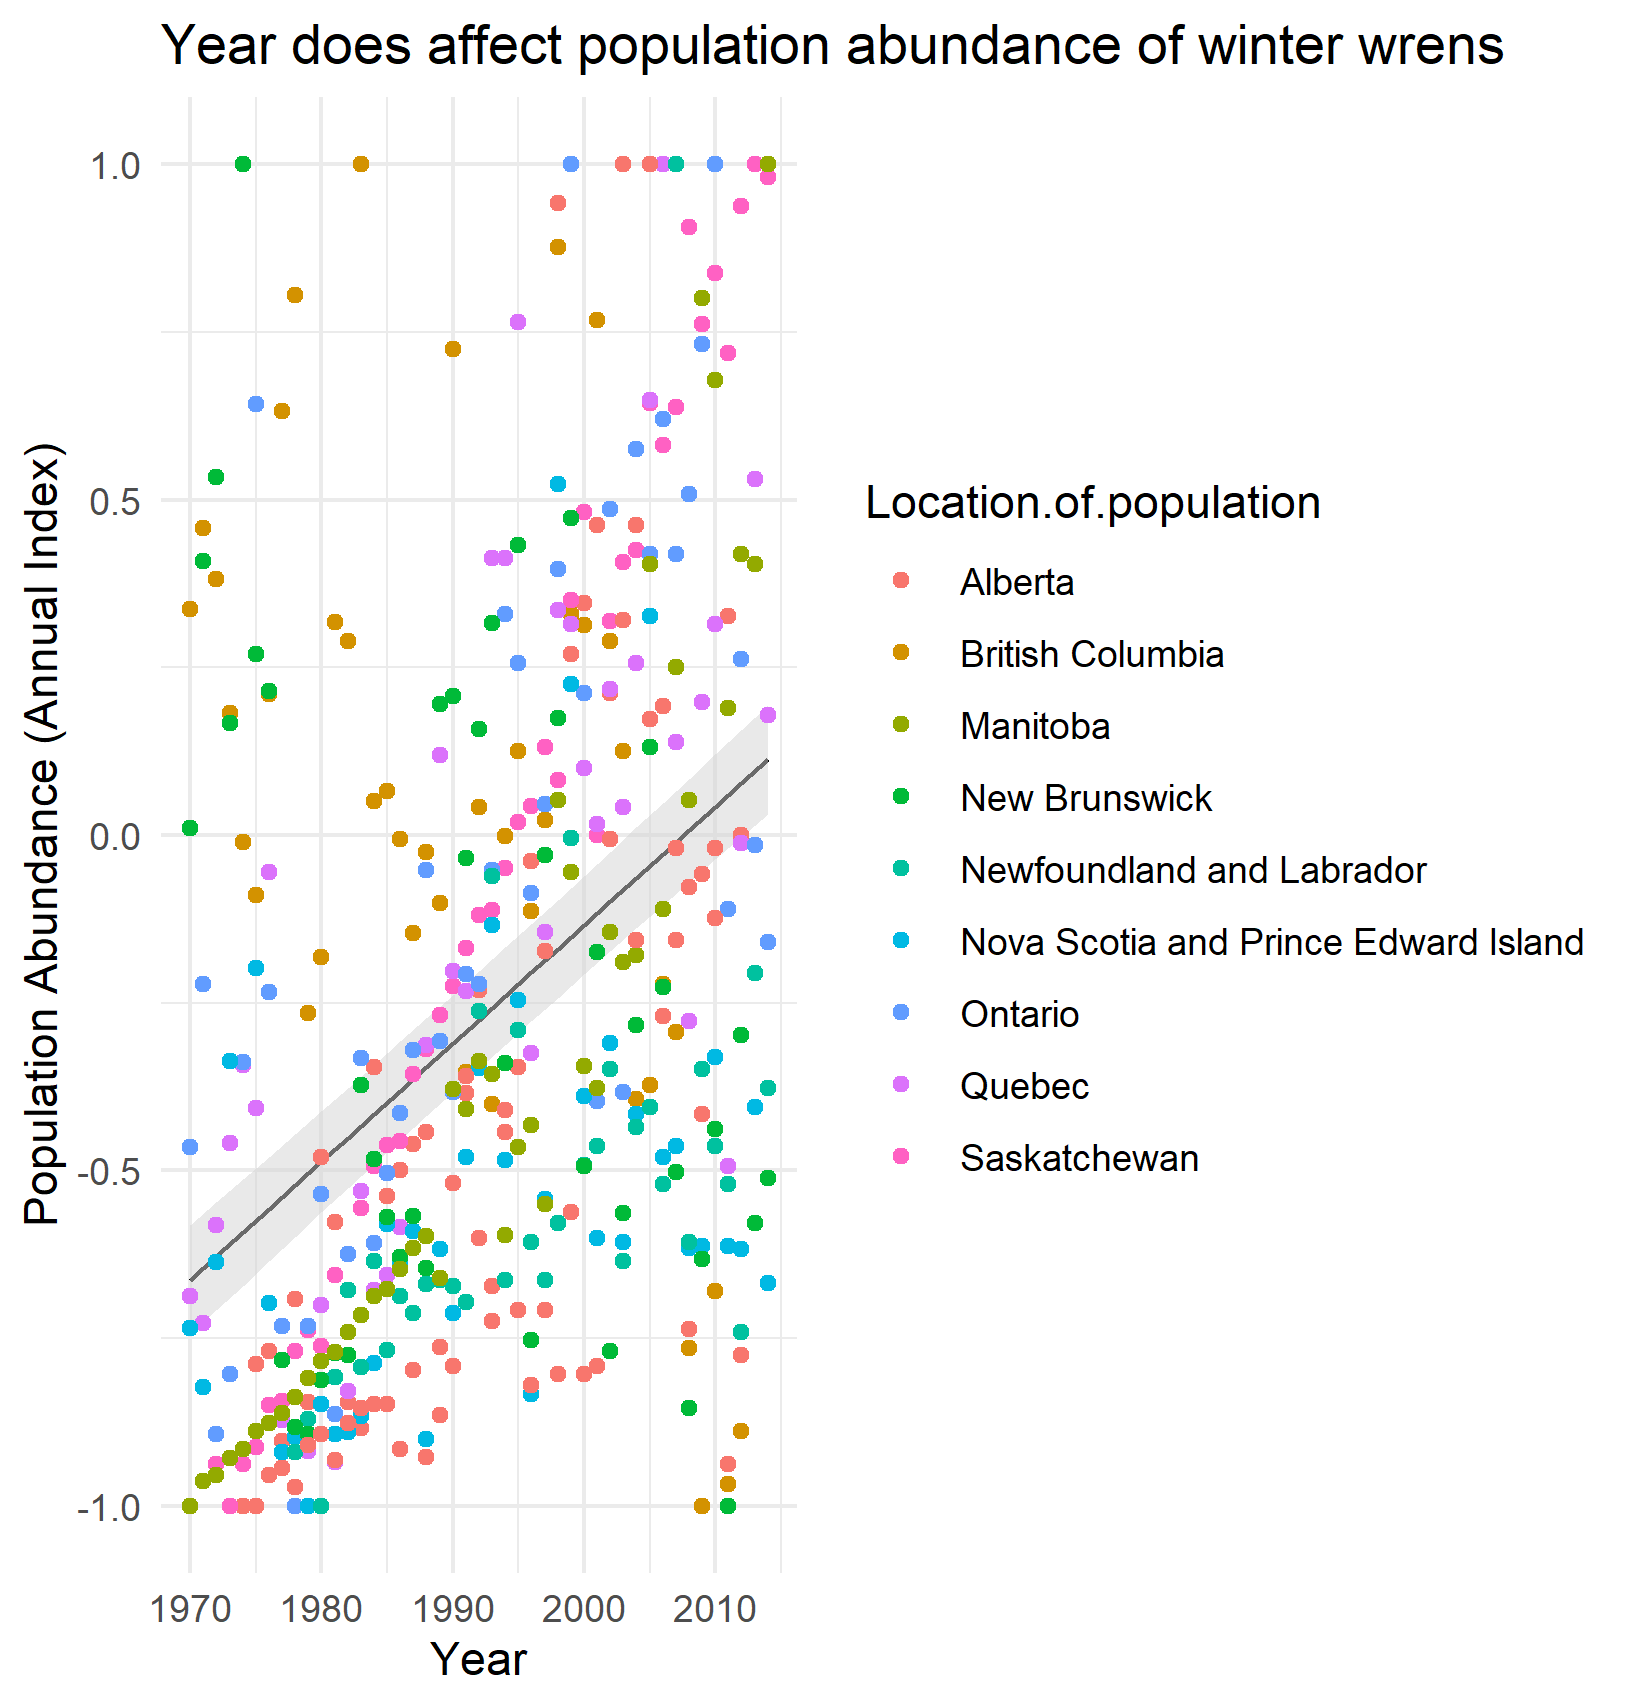 Year does affect population abundance of winter wrens
Population Abundance (Annual Index)
1.0
0.5
0.0
-0.5
-1.0
1970 1980 1990 2000 2010
Year
Location.of.population
Alberta
British Columbia
Manitoba
New Brunswick
Newfoundland and Labrador
Nova Scotia and Prince Edward Island
Ontario
Quebec
Saskatchewan